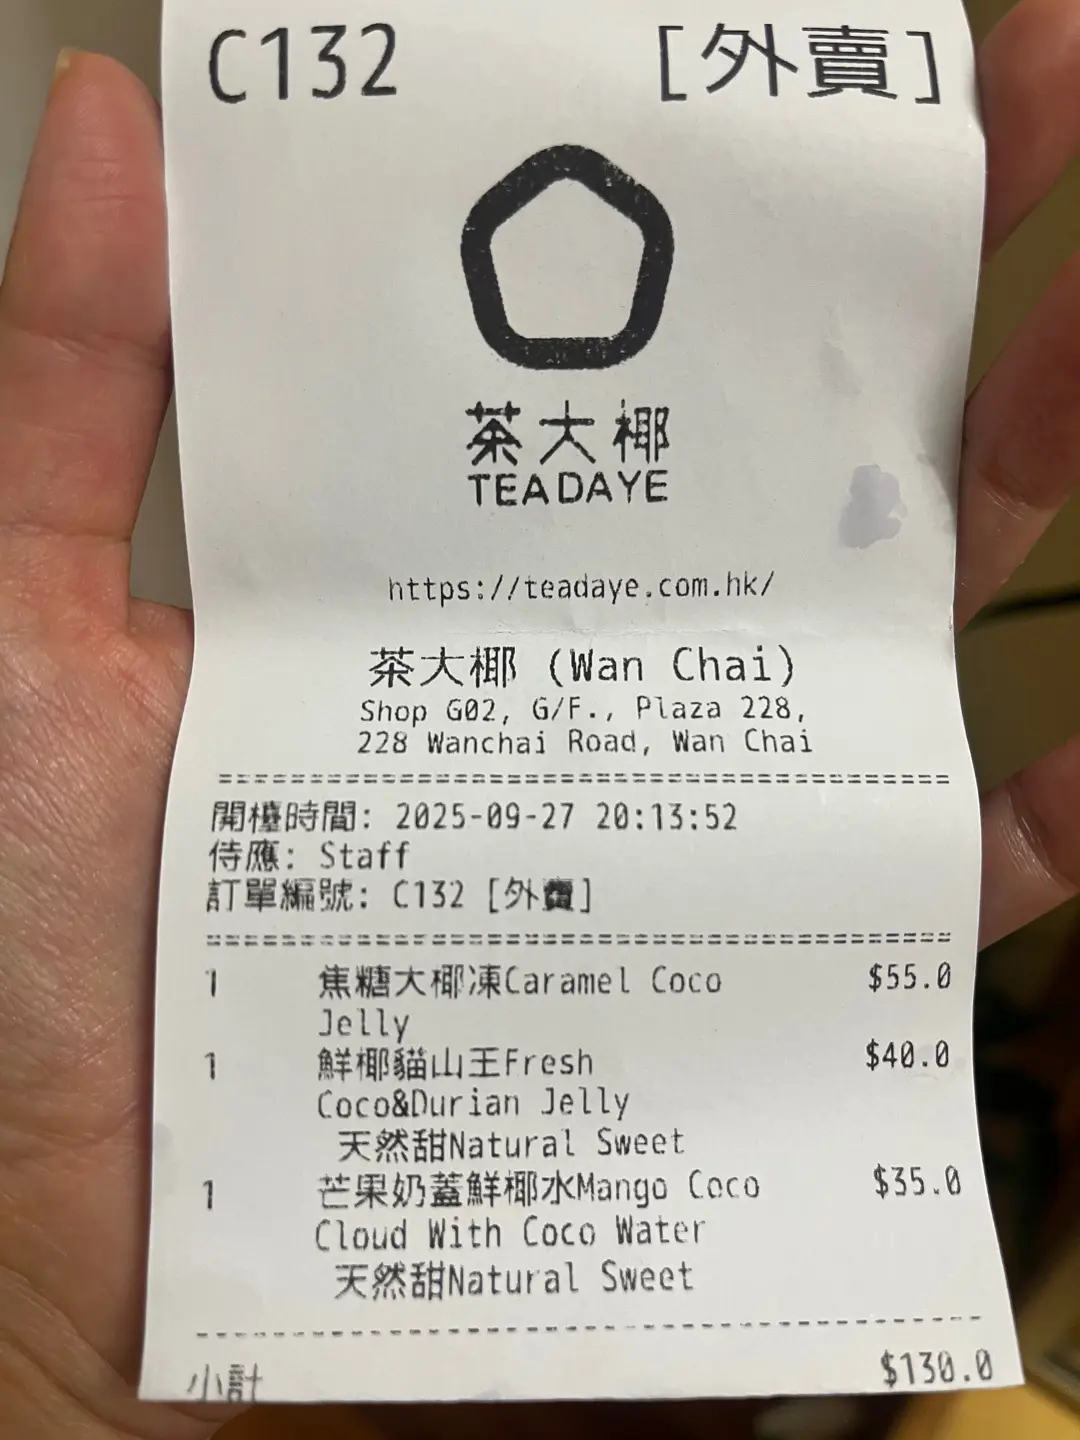 C132 [外賣]
茶大椰
TEADAYE
https://teadaye.com.hk/
茶大椰 (Wan Chai)
Shop G02, G/F., Plaza 228,
228 Wanchai Road, Wan Chai
================================
開檯時間: 2025-09-27 20:13:52
侍應: Staff
訂單編號: C132 [外賣]
================================
1 焦糖大椰凍Caramel Coco $55.0
Jelly
1 鮮椰貓山王Fresh $40.0
Coco&Durian Jelly
天然甜Natural Sweet
1 芒果奶蓋鮮椰水Mango Coco $35.0
Cloud With Coco Water
天然甜Natural Sweet
--------------------------------
小計 $130.0